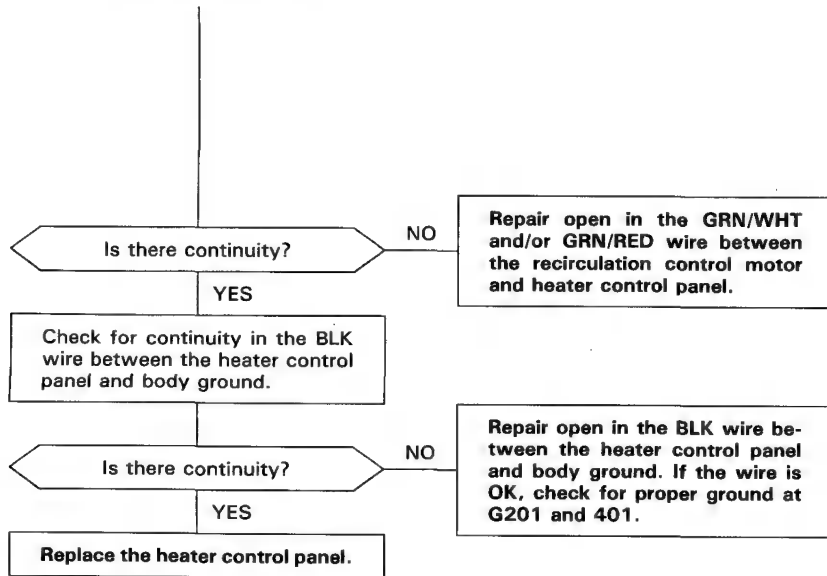 Is there continuity?
NO
Repair open in the GRN/WHT
and/or GRN/RED wire between
the recirculation control motor
and heater control panel.
YES
Check for continuity in the BLK
wire between the heater control
panel and body ground.
Is there continuity?
NO
Repair open in the BLK wire be-
tween the heater control panel
and body ground. If the wire is
OK, check for proper ground at
G201 and 401.
YES
Replace the heater control panel.